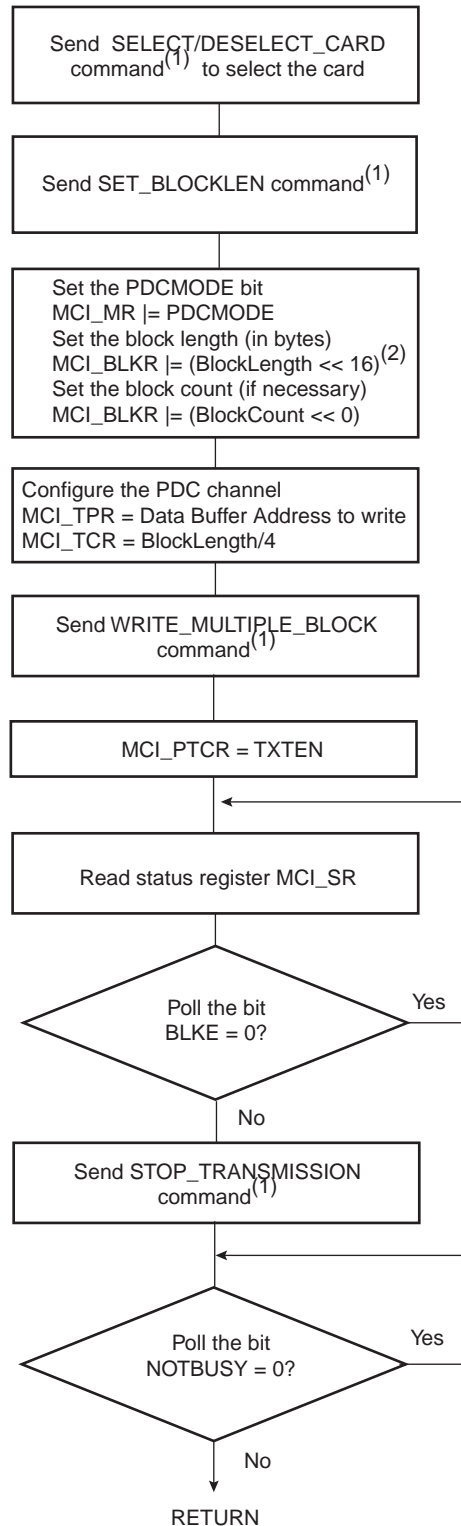 Send SELECT/DESELECT_CARD
command(1) to select the card
Send SET_BLOCKLEN command(1)
Set the PDCMODE bit
MCI_MR |= PDCMODE
Set the block length (in bytes)
MCI_BLKR |= (BlockLength << 16)(2)
Set the block count (if necessary)
MCI_BLKR |= (BlockCount << 0)
Configure the PDC channel
MCI_TPR = Data Buffer Address to write
MCI_TCR = BlockLength/4
Send WRITE_MULTIPLE_BLOCK
command(1)
MCI_PTCR = TXTEN
Read status register MCI_SR
Poll the bit
BLKE = 0?
Yes
No
Send STOP_TRANSMISSION
command(1)
Poll the bit
NOTBUSY = 0?
Yes
No
RETURN